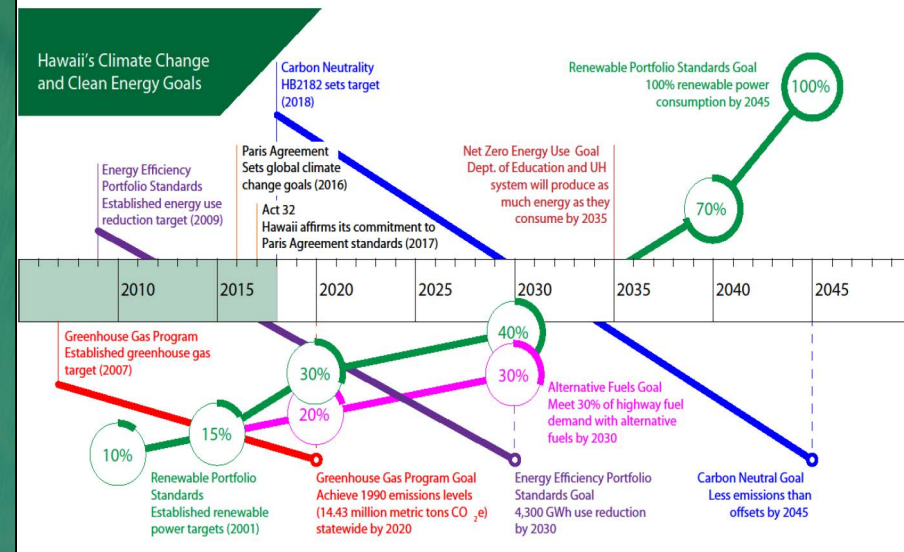 Hawaii's Climate Change
and Clean Energy Goals
Carbon Neutrality
HB2182 sets target
(2018)
Renewable Portfolio Standards Goal
100% renewable power
consumption by 2045
100%
Energy Efficiency
Portfolio Standards
Established energy use
reduction target (2009)
Paris Agreement
Sets global climate
change goals (2016)
Act 32
Hawaii affirms its commitment to
Paris Agreement standards (2017)
Net Zero Energy Use Goal
Dept. of Education and UH
system will produce as
much energy as they
consume by 2035
70%
2010 2015 2020 2025 2030 2035 2040 2045
Greenhouse Gas Program
Established greenhouse gas
target (2007)
40%
30%
30%
20%
15%
10%
Alternative Fuels Goal
Meet 30% of highway fuel
demand with alternative
fuels by 2030
Renewable Portfolio
Standards
Established renewable
power targets (2001)
Greenhouse Gas Program Goal
Achieve 1990 emissions levels
(14.43 million metric tons CO ₂e)
statewide by 2020
Energy Efficiency Portfolio
Standards Goal
4,300 GWh use reduction
by 2030
Carbon Neutral Goal
Less emissions than
offsets by 2045